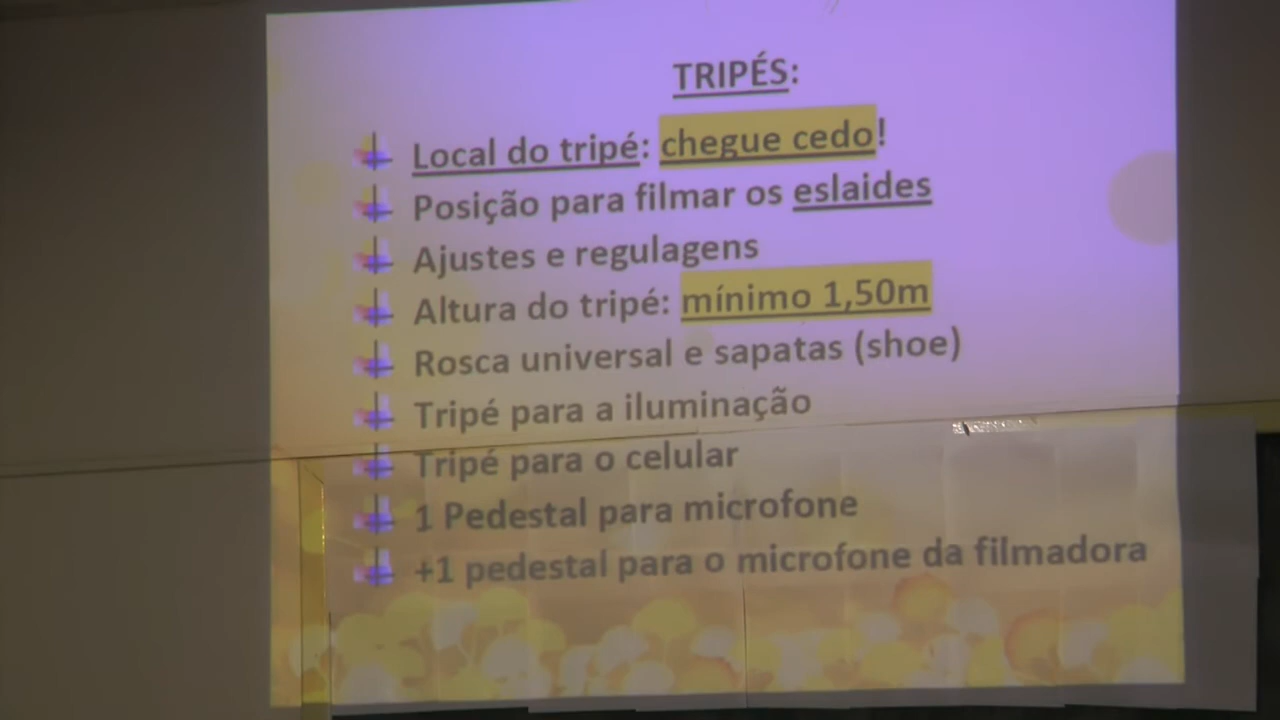 TRIPÉS:
Local do tripé: chegue cedo!
Posição para filmar os eslaides
Ajustes e regulagens
Altura do tripé: mínimo 1,50m
Rosca universal e sapatas (shoe)
Tripé para a iluminação
Tripé para o celular
1 Pedestal para microfone
+1 pedestal para o microfone da filmadora